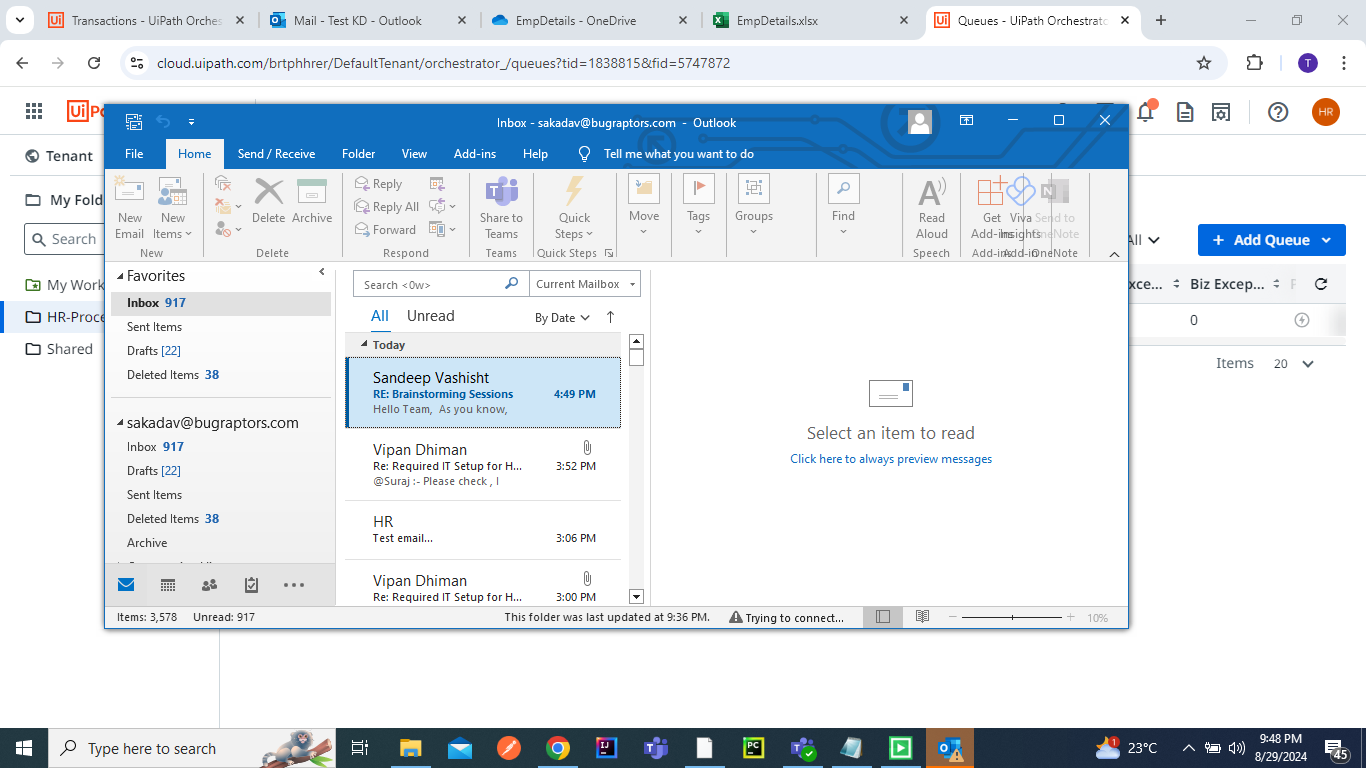 Transactions - UiPath Orches
Mail - Test KD - Outlook
EmpDetails - OneDrive
EmpDetails.xlsx
Queues - UiPath Orchestrato
cloud.uipath.com/brtphhrer/DefaultTenant/orchestrator_/queues?tid=1838815&fid=5747872
T
Ui
HR
Tenant
My Fold
Search
My Work
HR-Proce
Shared
All
Add Queue
xce...
Biz Excep...
0
Items 20
Inbox - sakadav@bugraptors.com - Outlook
File Home Send / Receive Folder View Add-ins Help Tell me what you want to do
New Email
New Items
New
Delete
Archive
Delete
Reply
Reply All
Forward
Respond
Share to Teams
Teams
Quick Steps
Quick Steps
Move
Tags
Groups
Find
Read Aloud
Speech
Get Add-ins
Add-ins
Viva Insights
Add-in
Send to OneNote
OneNote
Favorites
Inbox 917
Sent Items
Drafts [22]
Deleted Items 38
sakadav@bugraptors.com
Inbox 917
Drafts [22]
Sent Items
Deleted Items 38
Archive
Search <0w>
Current Mailbox
All Unread
By Date
Today
Sandeep Vashisht
RE: Brainstorming Sessions 4:49 PM
Hello Team, As you know,
Vipan Dhiman
Re: Required IT Setup for H... 3:52 PM
@Suraj :- Please check , I
HR
Test email... 3:06 PM
Vipan Dhiman
Re: Required IT Setup for H... 3:00 PM
Select an item to read
Click here to always preview messages
Items: 3,578 Unread: 917
This folder was last updated at 9:36 PM.
Trying to connect...
10%
Type here to search
1
23°C
9:48 PM
8/29/2024
45